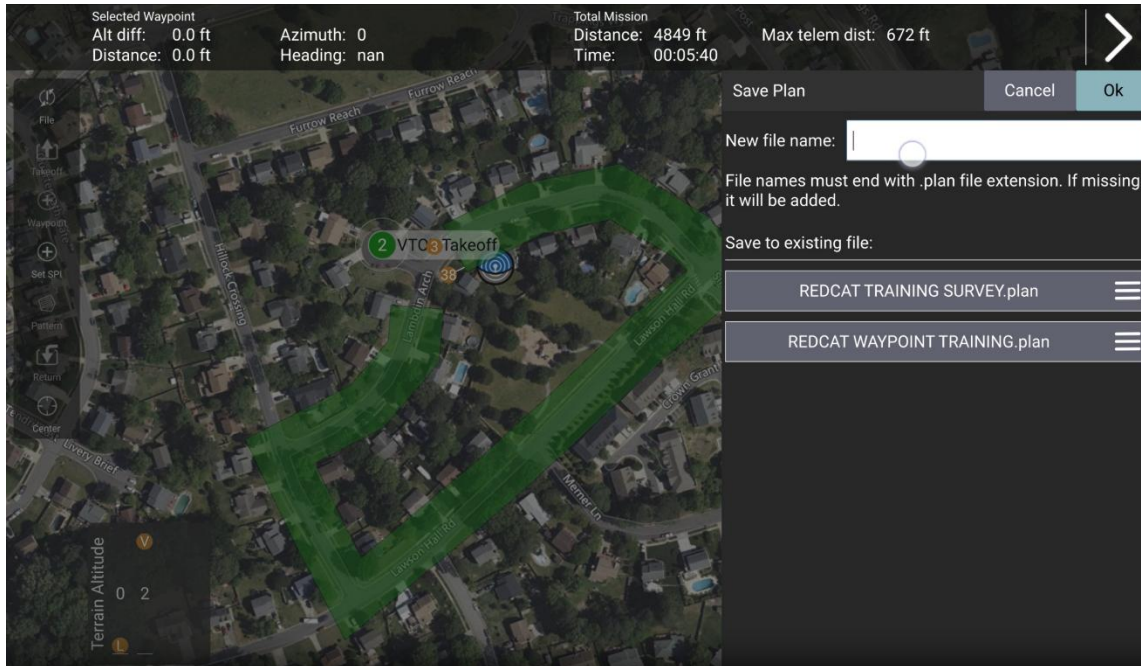 Selected Waypoint
Alt diff: 0.0 ft
Azimuth: 0
Distance: 0.0 ft
Heading: nan
Total Mission
Distance: 4849 ft
Max telem dist: 672 ft
Time: 00:05:40
File
Takeoff
Waypoint
Set SPI
Pattern
Return
Center
Save Plan
Cancel
Ok
New file name:
File names must end with .plan file extension. If missing
it will be added.
Save to existing file:
REDCAT TRAINING SURVEY.plan
REDCAT WAYPOINT TRAINING.plan
Furrow Reach
Furrow Reach
2 VTO 3 Takeoff
38
Hillock Crossing
Lambdin Arch
Lawson Hall Rd
Crown Grant
Livery Brief
Merner Ln
Lawson Hall Rd
Terrain Altitude
V
0 2
L